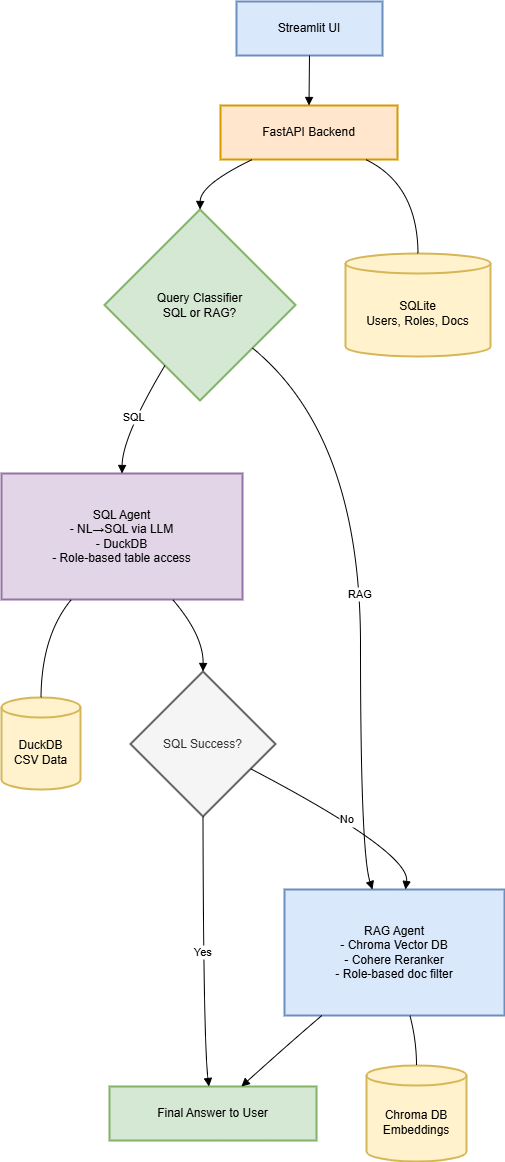 Streamlit UI
FastAPI Backend
Query Classifier
SQL or RAG?
SQLite
Users, Roles, Docs
SQL
SQL Agent
- NL→SQL via LLM
- DuckDB
- Role-based table access
RAG
DuckDB
CSV Data
SQL Success?
No
Yes
RAG Agent
- Chroma Vector DB
- Cohere Reranker
- Role-based doc filter
Final Answer to User
Chroma DB
Embeddings